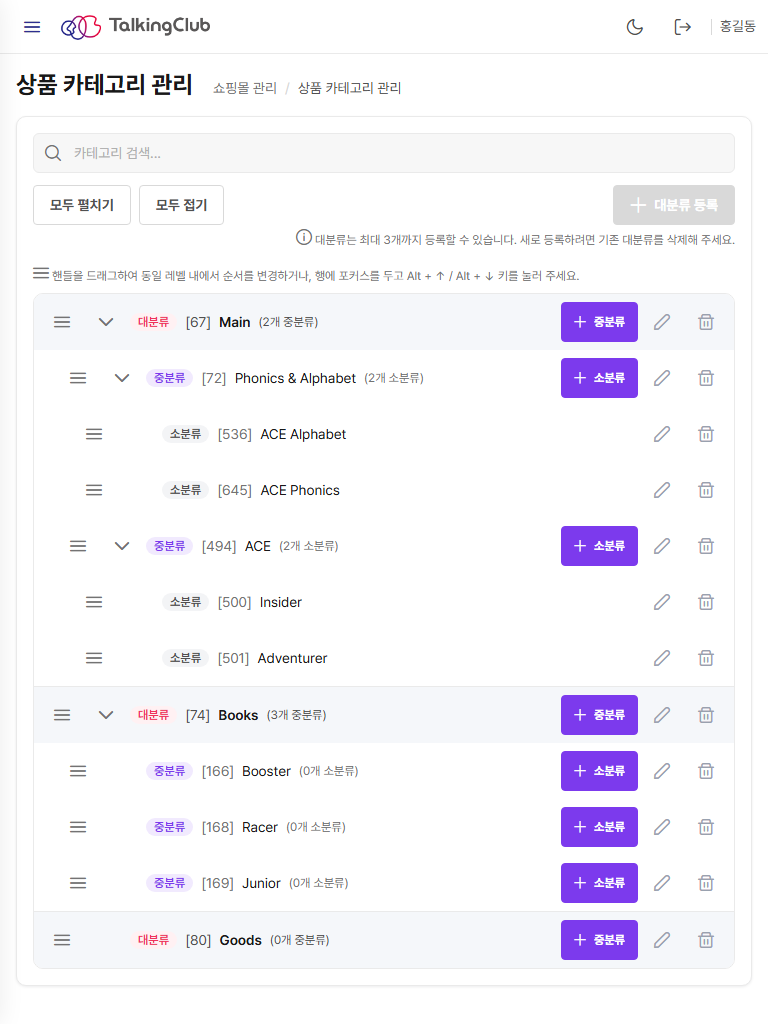 TalkingClub
홍길동
상품 카테고리 관리 쇼핑몰 관리 / 상품 카테고리 관리
카테고리 검색...
모두 펼치기 모두 접기 + 대분류 등록
대분류는 최대 3개까지 등록할 수 있습니다. 새로 등록하려면 기존 대분류를 삭제해 주세요.
핸들을 드래그하여 동일 레벨 내에서 순서를 변경하거나, 행에 포커스를 두고 Alt + ↑ / Alt + ↓ 키를 눌러 주세요.
대분류 [67] Main (2개 중분류) + 중분류
중분류 [72] Phonics & Alphabet (2개 소분류) + 소분류
소분류 [536] ACE Alphabet
소분류 [645] ACE Phonics
중분류 [494] ACE (2개 소분류) + 소분류
소분류 [500] Insider
소분류 [501] Adventurer
대분류 [74] Books (3개 중분류) + 중분류
중분류 [166] Booster (0개 소분류) + 소분류
중분류 [168] Racer (0개 소분류) + 소분류
중분류 [169] Junior (0개 소분류) + 소분류
대분류 [80] Goods (0개 중분류) + 중분류